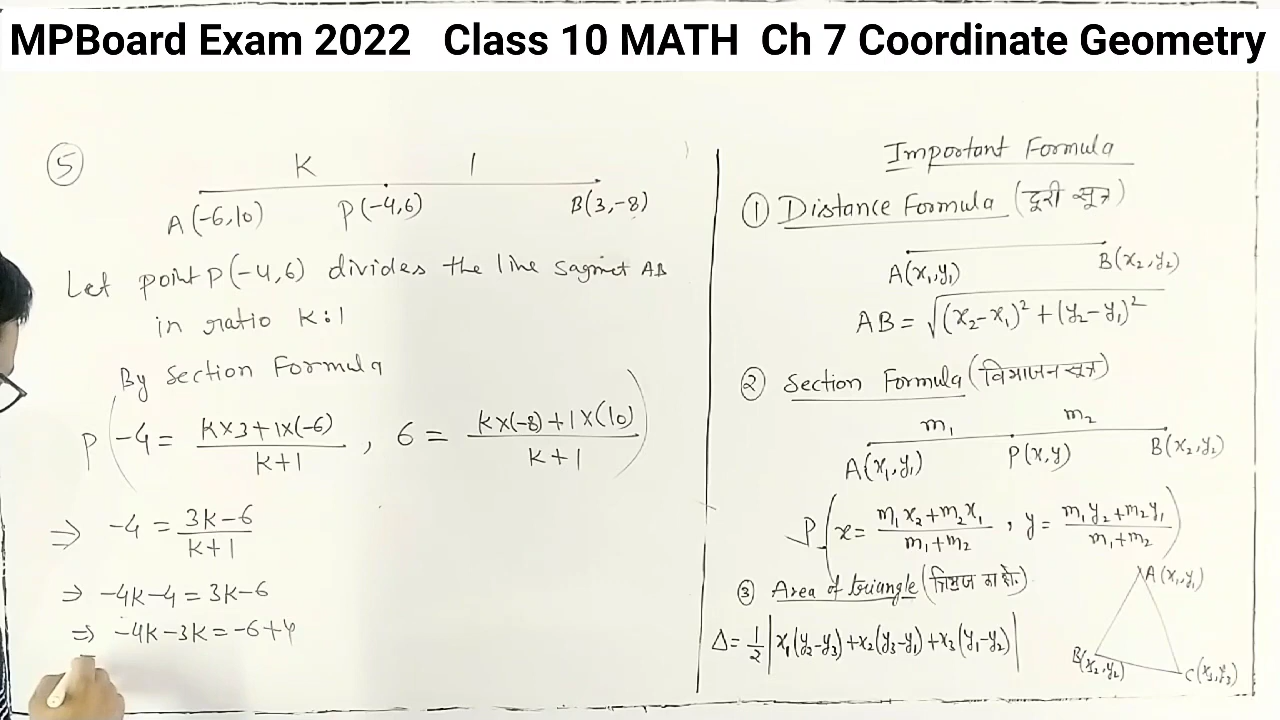 MPBoard Exam 2022 Class 10 MATH Ch 7 Coordinate Geometry
⑤
K 1
A(-6,10) P(-4,6) B(3,-8)
Let point P(-4,6) divides the line sagmet AB
in ratio K:1
By Section Formula
P(-4 = (K×3+1×(-6))/(K+1) , 6 = (K×(-8)+1×(10))/(K+1))
⇒ -4 = (3K-6)/(K+1)
⇒ -4K-4 = 3K-6
⇒ -4K-3K = -6+4
Important Formula
① Distance Formula (दूरी सूत्र)
A(x₁,y₁) B(x₂,y₂)
AB = √((x₂-x₁)² + (y₂-y₁)²)
② Section Formula (विभाजन सूत्र)
m₁ m₂
A(x₁,y₁) P(x,y) B(x₂,y₂)
P(x = (m₁x₂+m₂x₁)/(m₁+m₂) , y = (m₁y₂+m₂y₁)/(m₁+m₂))
③ Area of triangle (त्रिभुज का क्षे॰)
A(x₁,y₁)
Δ = 1/2 |x₁(y₂-y₃)+x₂(y₃-y₁)+x₃(y₁-y₂)|
B(x₂,y₂) C(x₃,y₃)